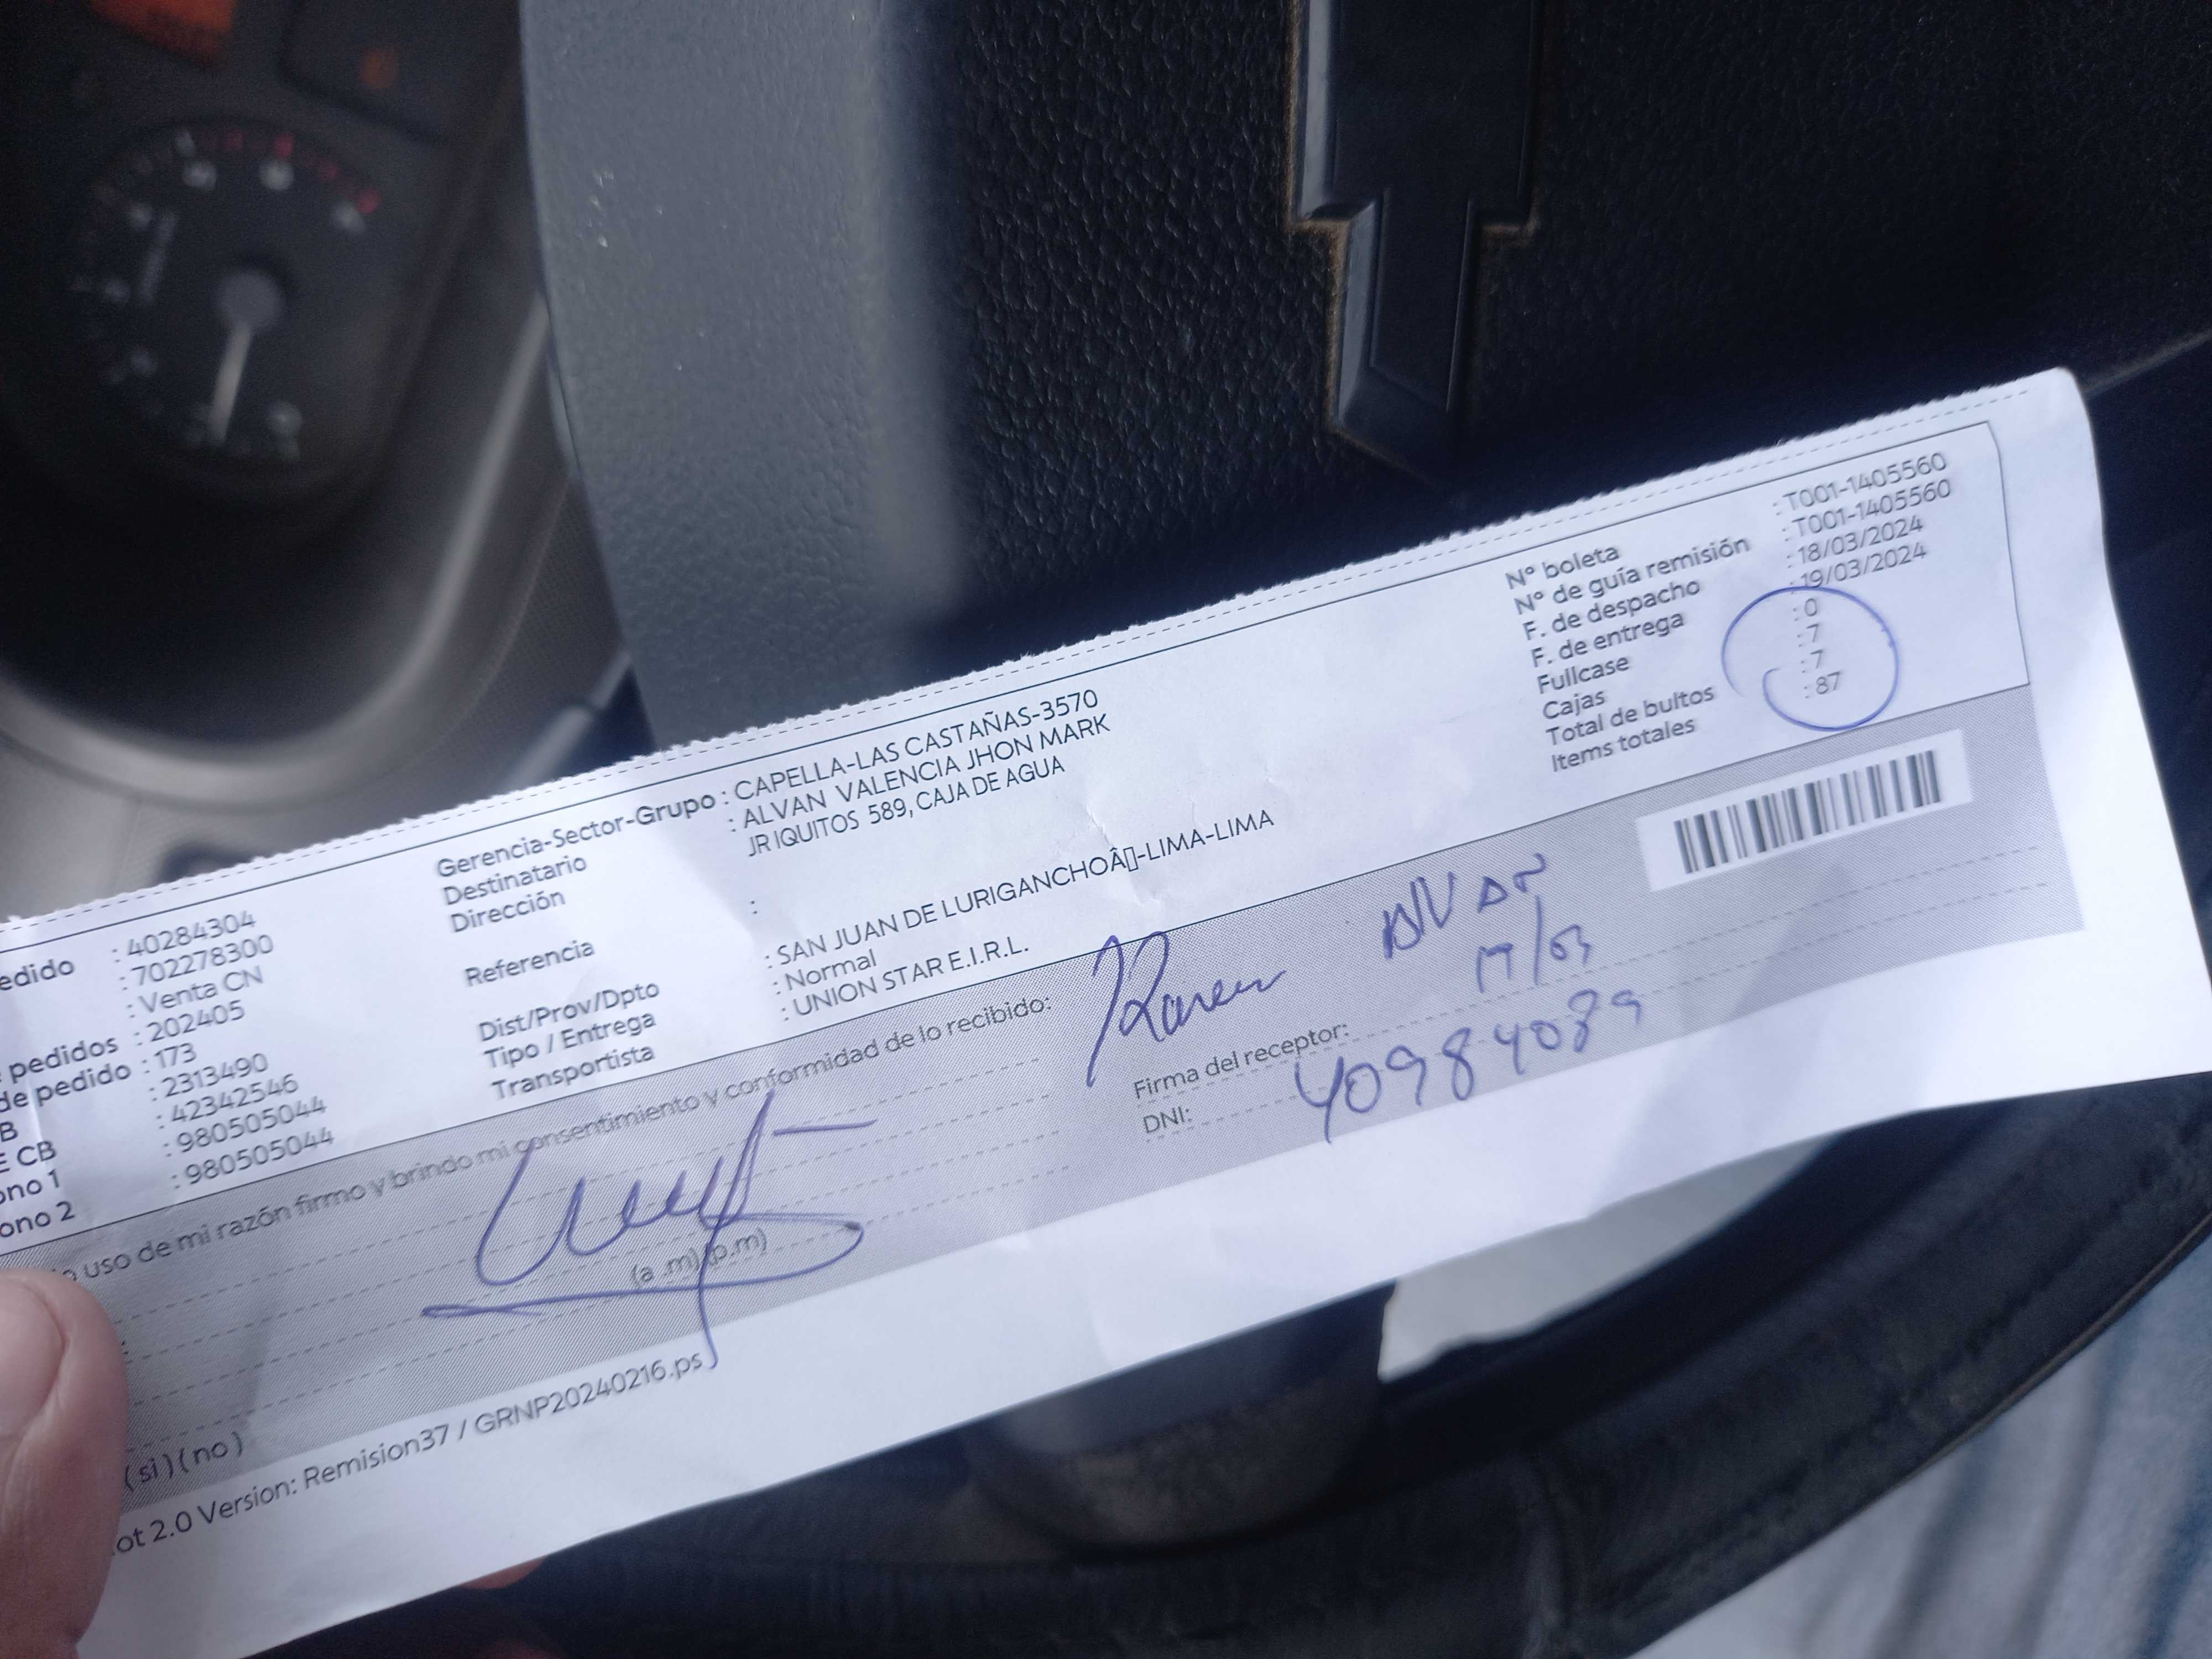 edido : 40284304
: 702278300
: Venta CN
pedidos : 202405
de pedido : 173
B : 2313490
E CB : 42342546
ono 1 : 980505044
ono 2 : 980505044
Gerencia-Sector-Grupo : CAPELLA-LAS CASTAÑAS-3570
Destinatario : ALVAN VALENCIA JHON MARK
Dirección JR IQUITOS 589, CAJA DE AGUA
Referencia :
Dist/Prov/Dpto : SAN JUAN DE LURIGANCHOÂ▯-LIMA-LIMA
Tipo / Entrega : Normal
Transportista : UNION STAR E.I.R.L.
N° boleta : T001-1405560
N° de guía remisión : T001-1405560
F. de despacho : 18/03/2024
F. de entrega : 19/03/2024
Fullcase : 0
Cajas : 7
Total de bultos : 7
Items totales : 87
uso de mi razón firmo y brindo mi consentimiento y conformidad de lo recibido:
Karen Alvan
19/03
Firma del receptor:
DNI: 40984089
(a .m) (p.m)
( si ) ( no )
ot 2.0 Version: Remision37 / GRNP20240216.ps